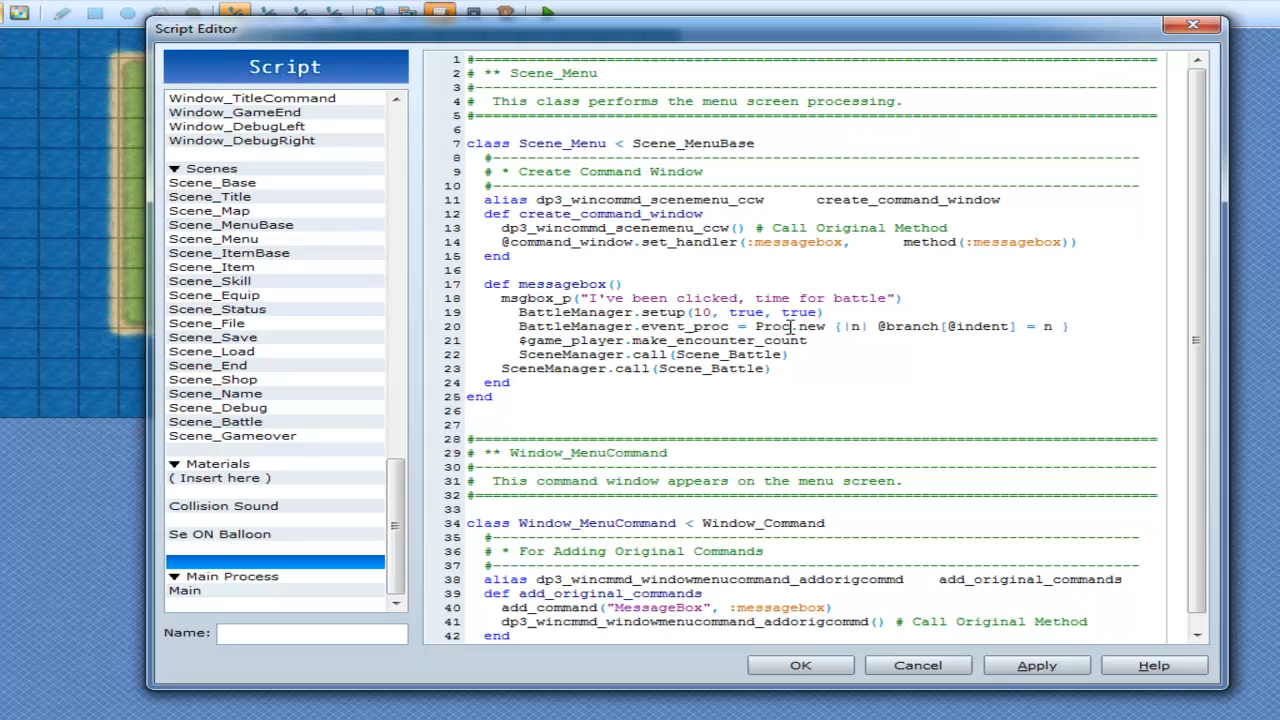 Script Editor
Script
Window_TitleCommand
Window_GameEnd
Window_DebugLeft
Window_DebugRight
▼ Scenes
Scene_Base
Scene_Title
Scene_Map
Scene_MenuBase
Scene_Menu
Scene_ItemBase
Scene_Item
Scene_Skill
Scene_Equip
Scene_Status
Scene_File
Scene_Save
Scene_Load
Scene_End
Scene_Shop
Scene_Name
Scene_Debug
Scene_Battle
Scene_Gameover
▼ Materials
( Insert here )
Collision Sound
Se ON Balloon
▼ Main Process
Main
Name:
1 #==============================================================================
2 # ** Scene_Menu
3 #------------------------------------------------------------------------------
4 #  This class performs the menu screen processing.
5 #==============================================================================
6
7 class Scene_Menu < Scene_MenuBase
8   #--------------------------------------------------------------------------
9   # * Create Command Window
10   #--------------------------------------------------------------------------
11   alias dp3_wincommd_scenemenu_ccw      create_command_window
12   def create_command_window
13     dp3_wincommd_scenemenu_ccw() # Call Original Method
14     @command_window.set_handler(:messagebox,      method(:messagebox))
15   end
16
17   def messagebox()
18     msgbox_p("I've been clicked, time for battle")
19       BattleManager.setup(10, true, true)
20       BattleManager.event_proc = Proc.new {|n| @branch[@indent] = n }
21       $game_player.make_encounter_count
22       SceneManager.call(Scene_Battle)
23     SceneManager.call(Scene_Battle)
24   end
25 end
26
27
28 #==============================================================================
29 # ** Window_MenuCommand
30 #------------------------------------------------------------------------------
31 #  This command window appears on the menu screen.
32 #==============================================================================
33
34 class Window_MenuCommand < Window_Command
35   #--------------------------------------------------------------------------
36   # * For Adding Original Commands
37   #--------------------------------------------------------------------------
38   alias dp3_wincmmd_windowmenucommand_addorigcommd    add_original_commands
39   def add_original_commands
40     add_command("MessageBox", :messagebox)
41     dp3_wincmmd_windowmenucommand_addorigcommd() # Call Original Method
42   end
OK Cancel Apply Help